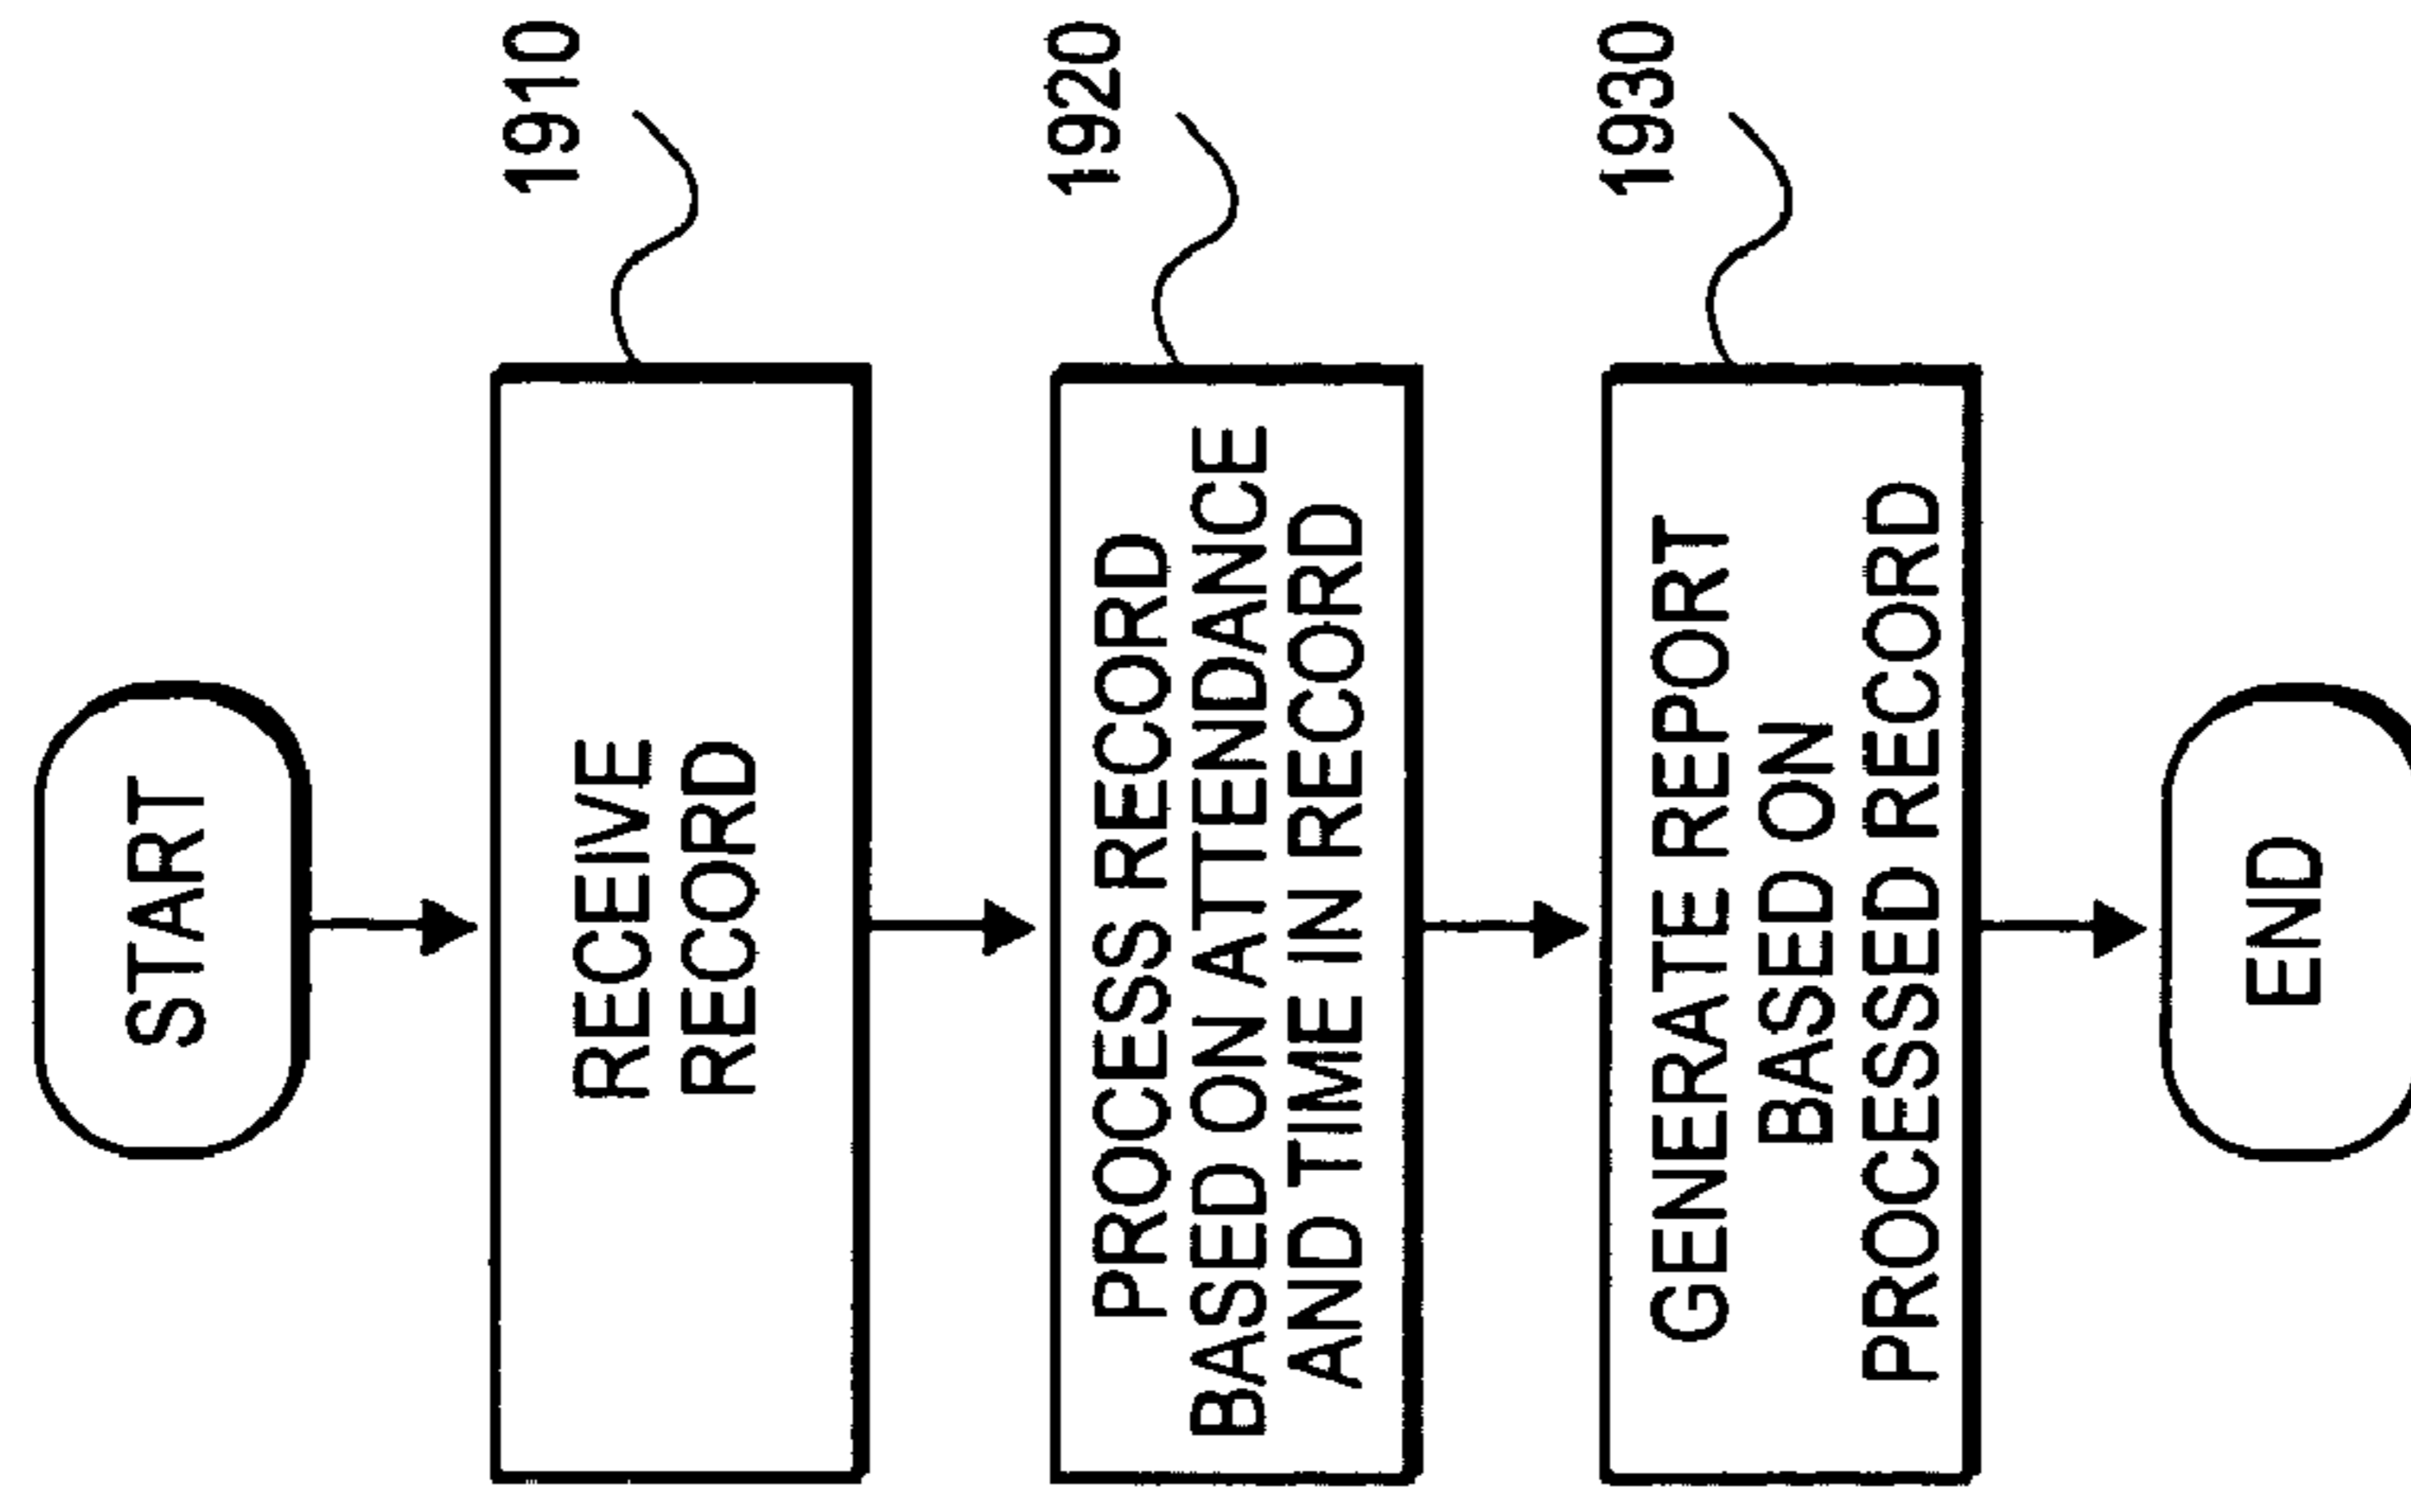 START
RECEIVE
RECORD
1910
PROCESS RECORD
BASED ON ATTENDANCE
AND TIME IN RECORD
1920
GENERATE REPORT
BASED ON
PROCESSED RECORD
1930
END